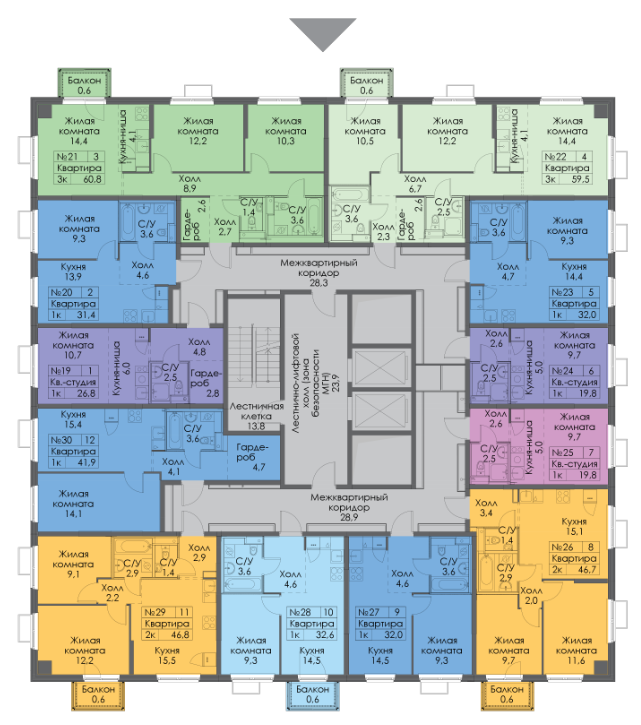 Балкон
0.6
Балкон
0.6
Жилая
комната
14,4
Кухня-ниша
4,1
Жилая
комната
12,2
Жилая
комната
10,3
Жилая
комната
10,5
Жилая
комната
12,2
Кухня-ниша
4,1
Жилая
комната
14,4
№21 3
Квартира
3к 60.8
Холл
8,9
Холл
6,7
№22 4
Квартира
3к 59,5
Гарде-
роб
2,6
Холл
2,7
С/У
1,4
С/У
3,6
С/У
3,6
Холл
2,3
Гарде-
роб
2,6
С/У
2,5
Жилая
комната
9,3
С/У
3,6
С/У
3,6
Жилая
комната
9,3
Кухня
13,9
Холл
4,6
Межквартирный
коридор
28,3
Холл
4,7
Кухня
14,4
№20 2
Квартира
1к 31,4
№23 5
Квартира
1к 32,0
Жилая
комната
10,7
Кухня-ниша
6,0
Холл
4,8
С/У
2,5
Гарде-
роб
2,8
№19 1
Кв.-студия
1к 26.8
Лестнично-лифтовой
холл (зона
безопасности
МГН)
23,9
Лестничная
клетка
13.8
Холл
2,6
С/У
2,5
Кухня-ниша
5,0
Жилая
комната
9,7
№24 6
Кв.-студия
1к 19,8
Кухня
15.4
№30 12
Квартира
1к 41,9
С/У
3,6
Холл
4,1
Гарде-
роб
4,7
Холл
2,6
С/У
2,5
Кухня-ниша
5,0
Жилая
комната
9,7
№25 7
Кв.-студия
1к 19,8
Жилая
комната
14,1
Межквартирный
коридор
28,9
Холл
3,4
С/У
1,4
Кухня
15,1
№26 8
Квартира
2к 46,7
С/У
2,9
Холл
2,0
Жилая
комната
9,1
С/У
2,9
С/У
1,4
Холл
2,9
Холл
2,2
С/У
3,6
Холл
4,6
Холл
4,6
С/У
3,6
№29 11
Квартира
2к 46,8
№28 10
Квартира
1к 32,6
№27 9
Квартира
1к 32,0
Жилая
комната
12,2
Кухня
15,5
Жилая
комната
9,3
Кухня
14,5
Кухня
14,5
Жилая
комната
9,3
Жилая
комната
9,7
Жилая
комната
11,6
Балкон
0,6
Балкон
0,6
Балкон
0,6